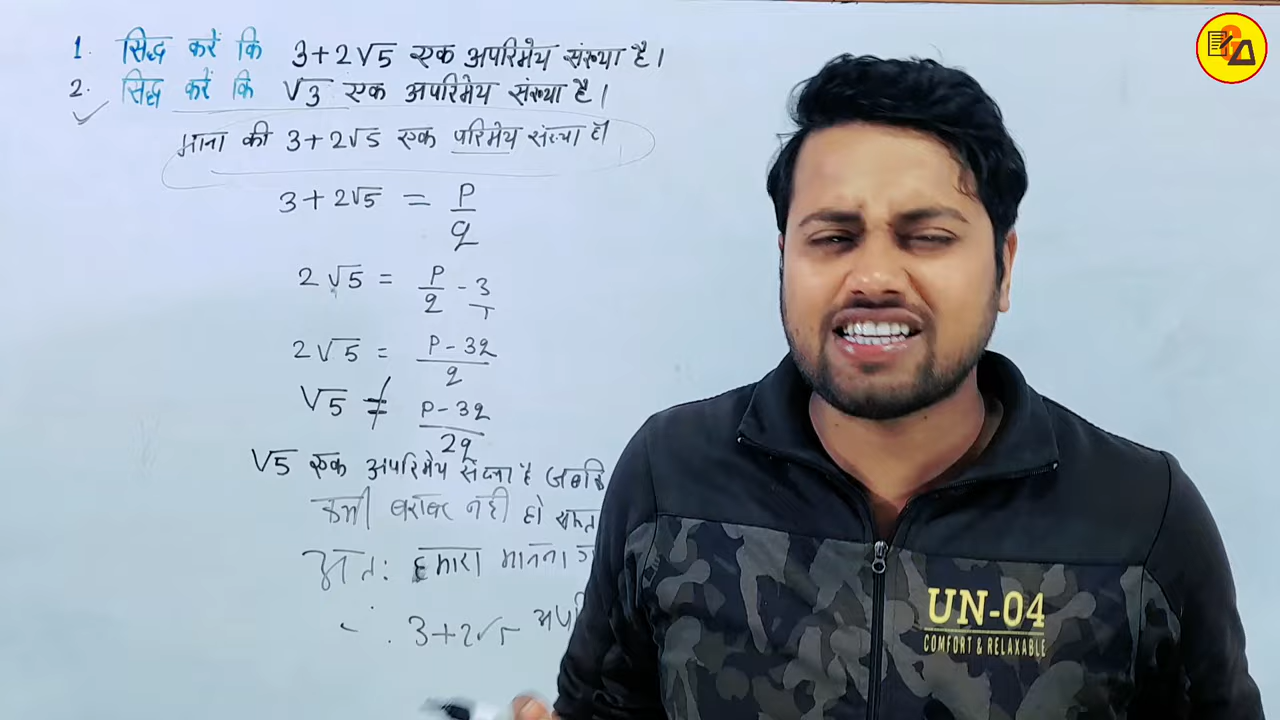 1. सिद्ध करें कि 3+2√5 एक अपरिमेय संख्या है।
2. सिद्ध करें कि √3 एक अपरिमेय संख्या है।
माना की 3+2√5 एक परिमेय संख्या है
3+2√5 = P/q
2√5 = P/q - 3/1
2√5 = P-3q/q
√5 ≠ P-3q/2q
√5 एक अपरिमेय संख्या है जबकि
कभी बराबर नही हो
अत: हमारा मानना
∴ 3+2√5
UN-04
COMFORT & RELAXABLE